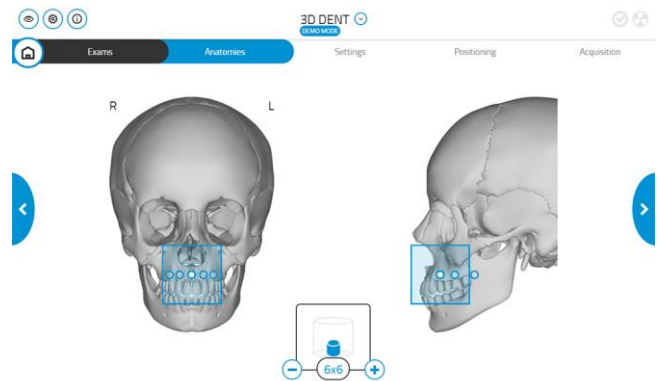 3D DENT
DEMO MODE
Exams Anatomies Settings Positioning Acquisition
R L
6x6